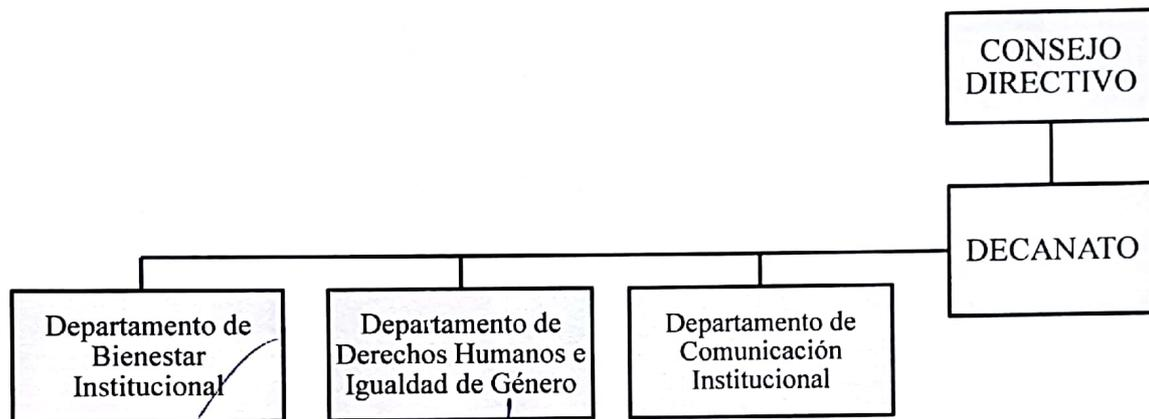 CONSEJO
DIRECTIVO
DECANATO
Departamento de
Bienestar
Institucional
Departamento de
Derechos Humanos e
Igualdad de Género
Departamento de
Comunicación
Institucional